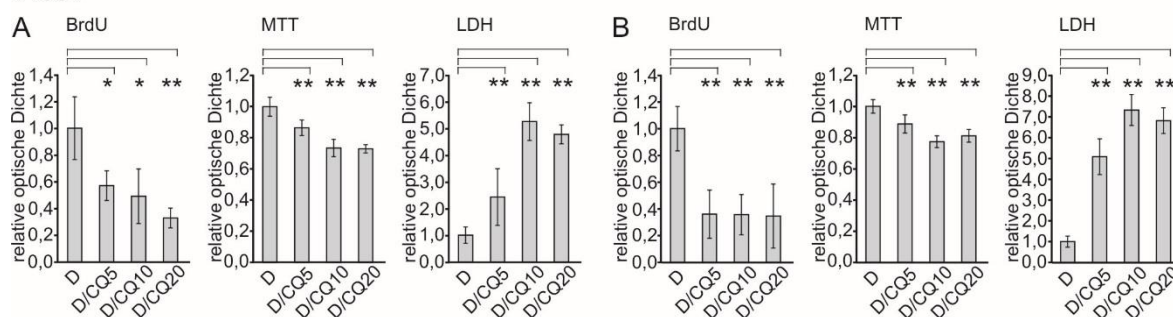 A
BrdU
* * **
relative optische Dichte
1,4
1,2
1,0
0,8
0,6
0,4
0,2
0,0
D
D/CQ5
D/CQ10
D/CQ20
MTT
** ** **
relative optische Dichte
1,2
1,0
0,8
0,6
0,4
0,2
0,0
D
D/CQ5
D/CQ10
D/CQ20
LDH
** ** **
relative optische Dichte
7,0
6,0
5,0
4,0
3,0
2,0
1,0
0,0
D
D/CQ5
D/CQ10
D/CQ20
B
BrdU
** ** **
relative optische Dichte
1,4
1,2
1,0
0,8
0,6
0,4
0,2
0,0
D
D/CQ5
D/CQ10
D/CQ20
MTT
** ** **
relative optische Dichte
1,2
1,0
0,8
0,6
0,4
0,2
0,0
D
D/CQ5
D/CQ10
D/CQ20
LDH
** ** **
relative optische Dichte
9,0
8,0
7,0
6,0
5,0
4,0
3,0
2,0
1,0
0,0
D
D/CQ5
D/CQ10
D/CQ20